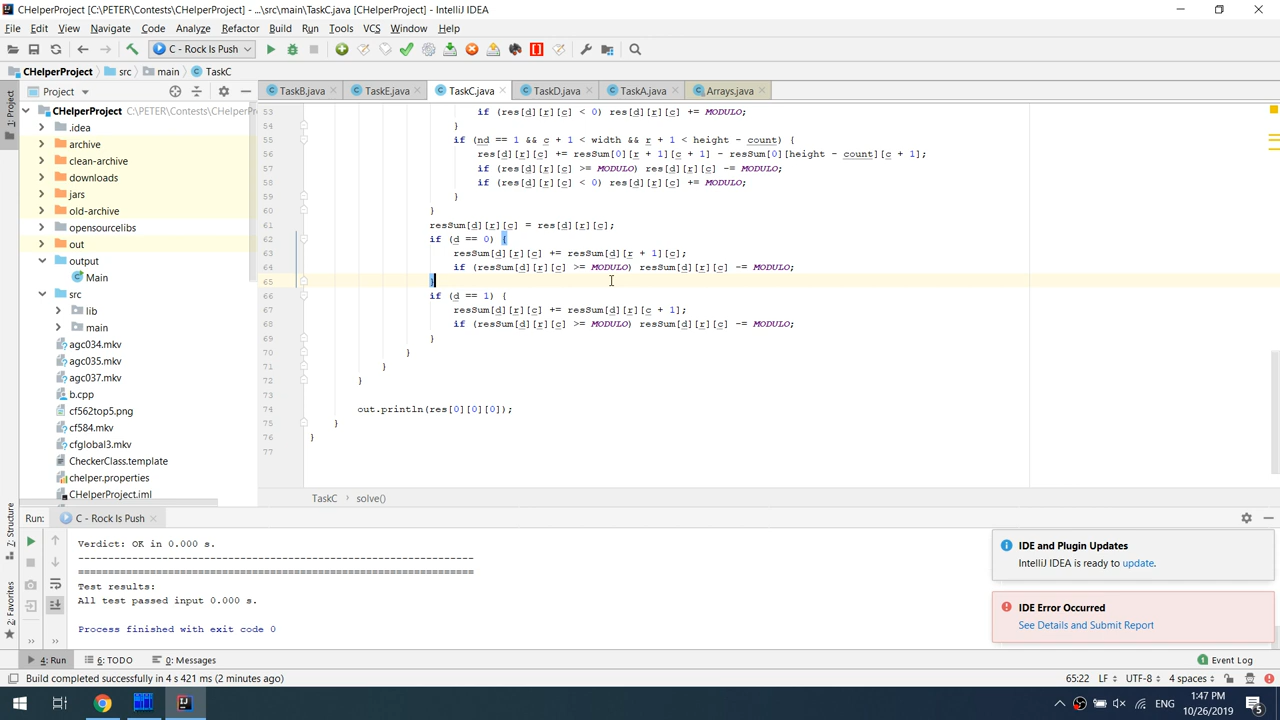 CHelperProject [C:\PETER\Contests\CHelperProject] - ...\src\main\TaskC.java [CHelperProject] - IntelliJ IDEA
File Edit View Navigate Code Analyze Refactor Build Run Tools VCS Window Help
C - Rock Is Push
CHelperProject src main TaskC
1: Project
Project
TaskB.java TaskE.java TaskC.java TaskD.java TaskA.java Arrays.java
CHelperProject C:\PETER\Contests\CHelperPr
.idea
archive
clean-archive
downloads
jars
old-archive
opensourcelibs
out
output
Main
src
lib
main
agc034.mkv
agc035.mkv
agc037.mkv
b.cpp
cf562top5.png
cf584.mkv
cfglobal3.mkv
CheckerClass.template
chelper.properties
CHelperProject.iml
53 if (res[d][r][c] < 0) res[d][r][c] += MODULO;
54 }
55 if (nd == 1 && c + 1 < width && r + 1 < height - count) {
56 res[d][r][c] += resSum[0][r + 1][c + 1] - resSum[0][height - count][c + 1];
57 if (res[d][r][c] >= MODULO) res[d][r][c] -= MODULO;
58 if (res[d][r][c] < 0) res[d][r][c] += MODULO;
59 }
60 }
61 resSum[d][r][c] = res[d][r][c];
62 if (d == 0) {
63 resSum[d][r][c] += resSum[d][r + 1][c];
64 if (resSum[d][r][c] >= MODULO) resSum[d][r][c] -= MODULO;
65 }
66 if (d == 1) {
67 resSum[d][r][c] += resSum[d][r][c + 1];
68 if (resSum[d][r][c] >= MODULO) resSum[d][r][c] -= MODULO;
69 }
70 }
71 }
72 }
73
74 out.println(res[0][0][0]);
75 }
76 }
77
TaskC solve()
7: Structure
2: Favorites
Run: C - Rock Is Push
Verdict: OK in 0.000 s.
------------------------------------------------------------------
==================================================================
Test results:
All test passed input 0.000 s.
Process finished with exit code 0
IDE and Plugin Updates
IntelliJ IDEA is ready to update.
IDE Error Occurred
See Details and Submit Report
4: Run 6: TODO 0: Messages Event Log
Build completed successfully in 4 s 421 ms (2 minutes ago) 65:22 LF UTF-8 4 spaces
1:47 PM
10/26/2019
5